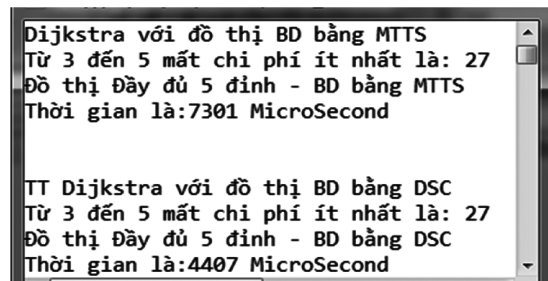 Dijkstra với đồ thị BD bằng MTTS
Từ 3 đến 5 mất chi phí ít nhất là: 27
Đồ thị Đầy đủ 5 đỉnh - BD bằng MTTS
Thời gian là:7301 MicroSecond
TT Dijkstra với đồ thị BD bằng DSC
Từ 3 đến 5 mất chi phí ít nhất là: 27
Đồ thị Đầy đủ 5 đỉnh - BD bằng DSC
Thời gian là:4407 MicroSecond